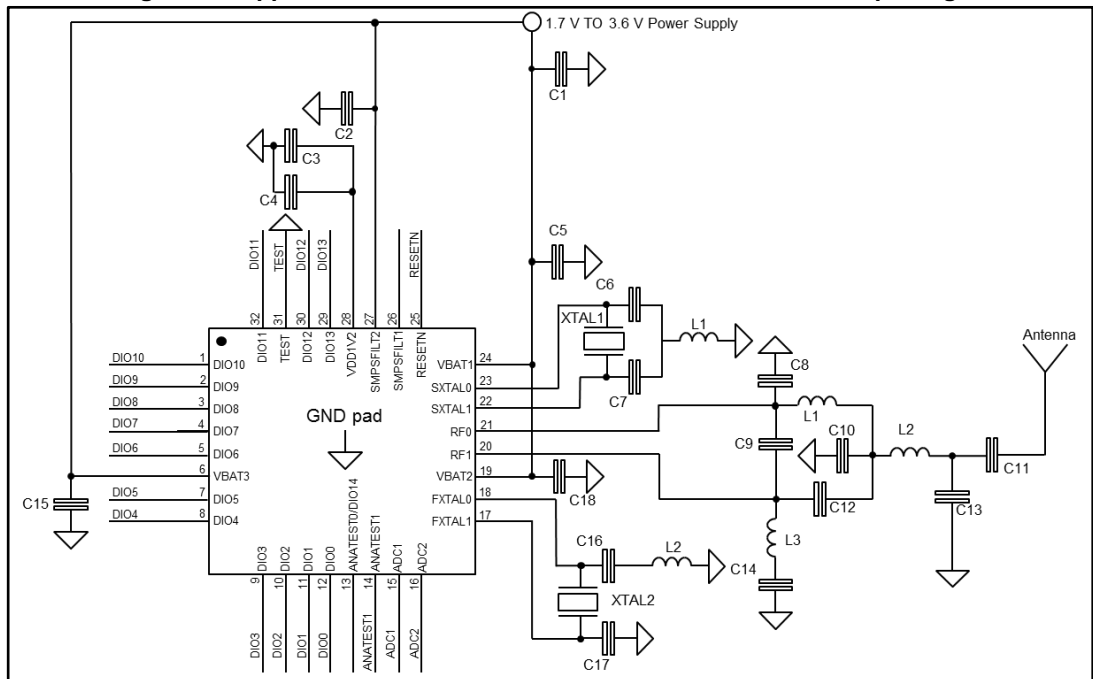 1.7 V TO 3.6 V Power Supply
C1
C2
C3
C4
C5
C6
XTAL1
L1
C7
Antenna
C8
L1
C9
C10
L2
C11
C12
C13
L3
C14
C15
C16
L2
XTAL2
C17
C18
DIO11
TEST
DIO12
DIO13
RESETN
32
31
30
29
28
27
26
25
DIO11
TEST
DIO12
DIO13
VDD1V2
SMPSFILT2
SMPSFILT1
RESETN
GND pad
DIO10 1 DIO10
DIO9 2 DIO9
DIO8 3 DIO8
DIO7 4 DIO7
DIO6 5 DIO6
6 VBAT3
DIO5 7 DIO5
DIO4 8 DIO4
VBAT1 24
SXTAL0 23
SXTAL1 22
RF0 21
RF1 20
VBAT2 19
FXTAL0 18
FXTAL1 17
DIO3
DIO2
DIO1
DIO0
ANATEST0/DIO14
ANATEST1
ADC1
ADC2
9
10
11
12
13
14
15
16
DIO3
DIO2
DIO1
DIO0
ANATEST1
ADC1
ADC2